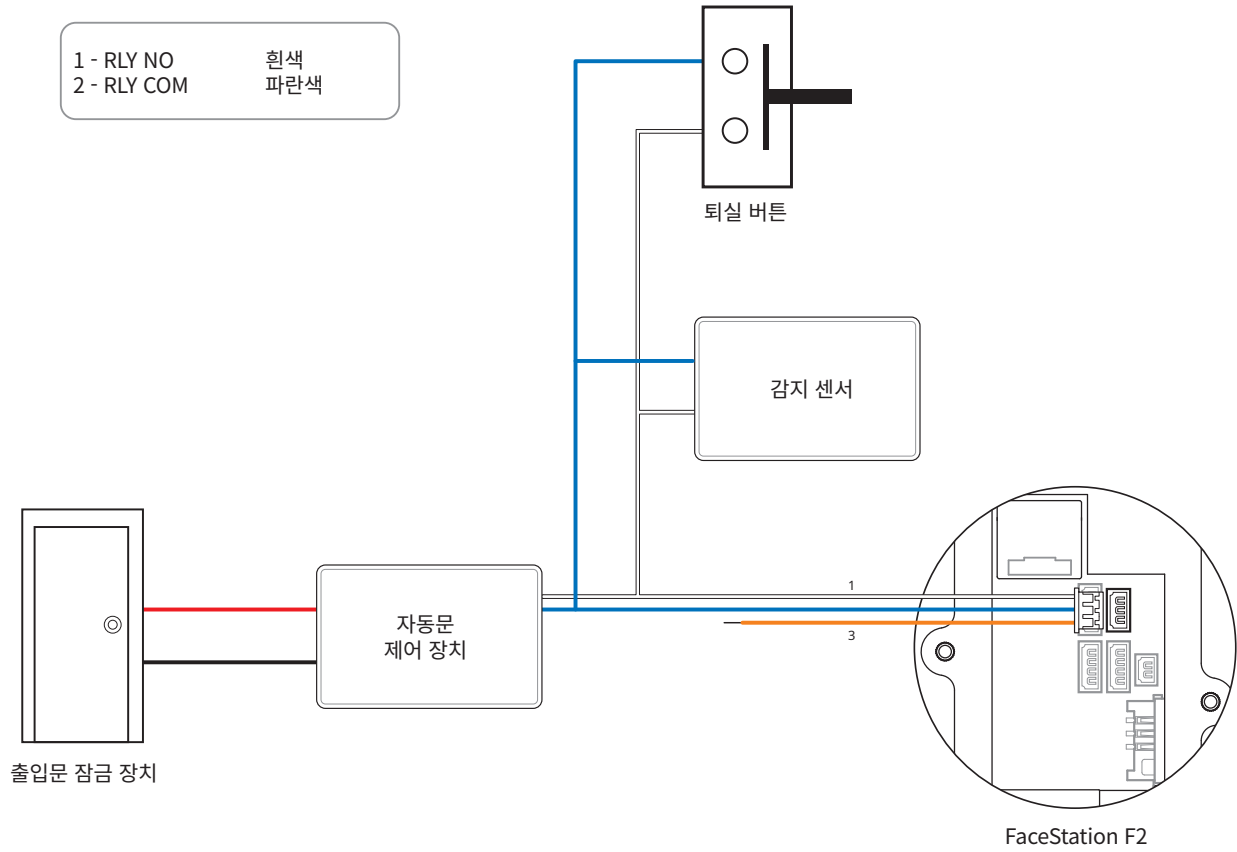 1 - RLY NO 흰색
2 - RLY COM 파란색
퇴실 버튼
감지 센서
1
3
자동문
제어 장치
출입문 잠금 장치
FaceStation F2